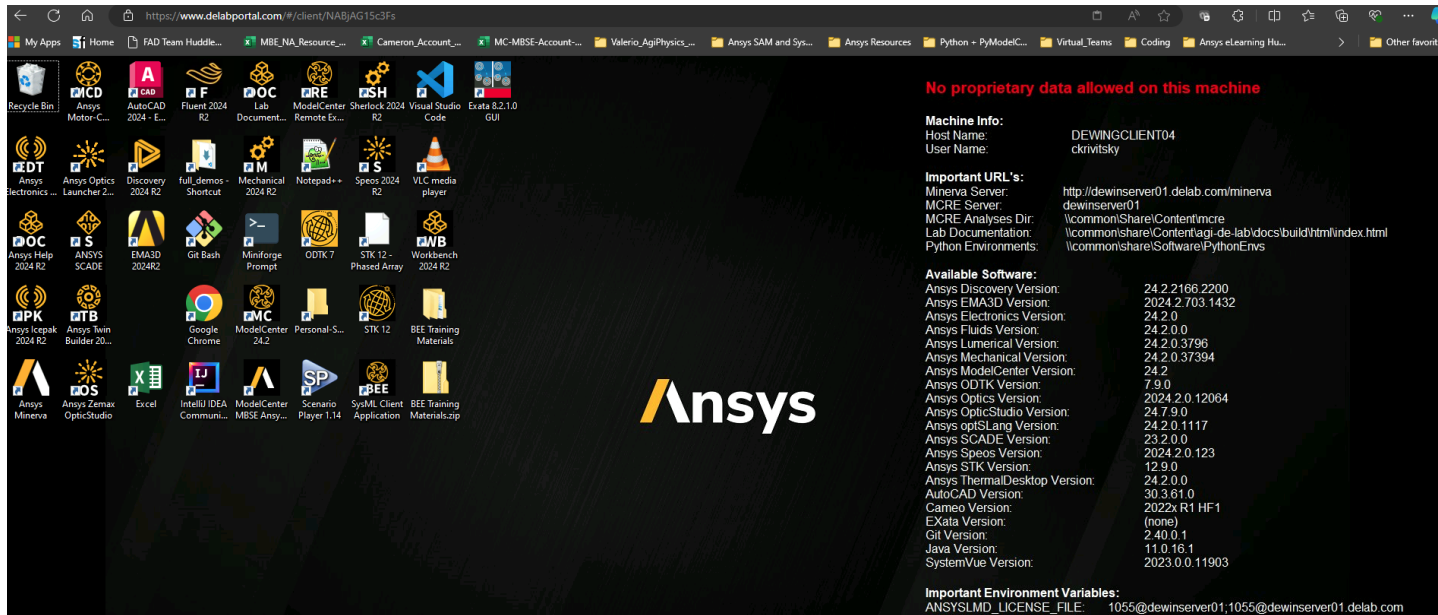 https://www.delabportal.com/#/client/NABjAG15c3Fs
My Apps
Home
FAD Team Huddle...
MBE_NA_Resource_...
Cameron_Account_...
MC-MBSE-Account-...
Valerio_AgiPhysics_...
Ansys SAM and Sys...
Ansys Resources
Python + PyModelC...
Virtual_Teams
Coding
Ansys eLearning Hu...
Other favorit
Recycle Bin
MCD
Ansys
Motor-C...
A
CAD
AutoCAD
2024 - E...
F
Fluent 2024
R2
DOC
Lab
Document...
RE
ModelCenter
Remote Ex...
SH
Sherlock 2024
R2
Visual Studio
Code
Exata 8.2.1.0
GUI
EDT
Ansys
Electronics ...
Ansys Optics
Launcher 2...
Discovery
2024 R2
full_demos -
Shortcut
M
Mechanical
2024 R2
Notepad++
S
Speos 2024
R2
VLC media
player
DOC
Ansys Help
2024 R2
S
ANSYS
SCADE
EMA3D
2024R2
Git Bash
Miniforge
Prompt
ODTK 7
STK 12 -
Phased Array
WB
Workbench
2024 R2
PK
Ansys Icepak
2024 R2
TB
Ansys Twin
Builder 20...
Google
Chrome
MC
ModelCenter
24.2
Personal-S...
STK 12
BEE Training
Materials
Ansys
Minerva
OS
Ansys Zemax
OpticStudio
Excel
IJ
IntelliJ IDEA
Communi...
ModelCenter
MBSE Ansy...
SP
Scenario
Player 1.14
BEE
SysML Client
Application
BEE Training
Materials.zip
Ansys
No proprietary data allowed on this machine
Machine Info:
Host Name: DEWINGCLIENT04
User Name: ckrivitsky
Important URL's:
Minerva Server: http://dewinserver01.delab.com/minerva
MCRE Server: dewinserver01
MCRE Analyses Dir: \\common\Share\Content\mcre
Lab Documentation: \\common\share\Content\agi-de-lab\docs\build\html\index.html
Python Environments: \\common\share\Software\PythonEnvs
Available Software:
Ansys Discovery Version: 24.2.2166.2200
Ansys EMA3D Version: 2024.2.703.1432
Ansys Electronics Version: 24.2.0
Ansys Fluids Version: 24.2.0.0
Ansys Lumerical Version: 24.2.0.3796
Ansys Mechanical Version: 24.2.0.37394
Ansys ModelCenter Version: 24.2
Ansys ODTK Version: 7.9.0
Ansys Optics Version: 2024.2.0.12064
Ansys OpticStudio Version: 24.7.9.0
Ansys optSLang Version: 24.2.0.1117
Ansys SCADE Version: 23.2.0.0
Ansys Speos Version: 2024.2.0.123
Ansys STK Version: 12.9.0
Ansys ThermalDesktop Version: 24.2.0.0
AutoCAD Version: 30.3.61.0
Cameo Version: 2022x R1 HF1
EXata Version: (none)
Git Version: 2.40.0.1
Java Version: 11.0.16.1
SystemVue Version: 2023.0.0.11903
Important Environment Variables:
ANSYSLMD_LICENSE_FILE: 1055@dewinserver01;1055@dewinserver01.delab.com